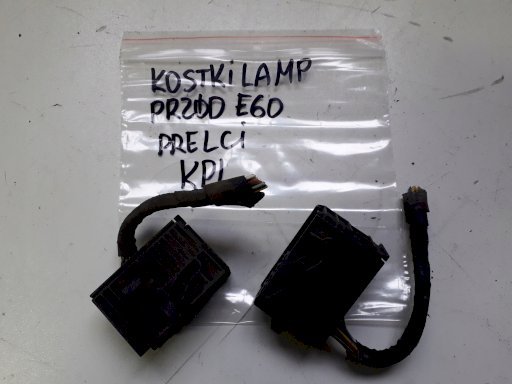 KOSTKi LAMP
PRZÓD E60
PRELCi
KPL